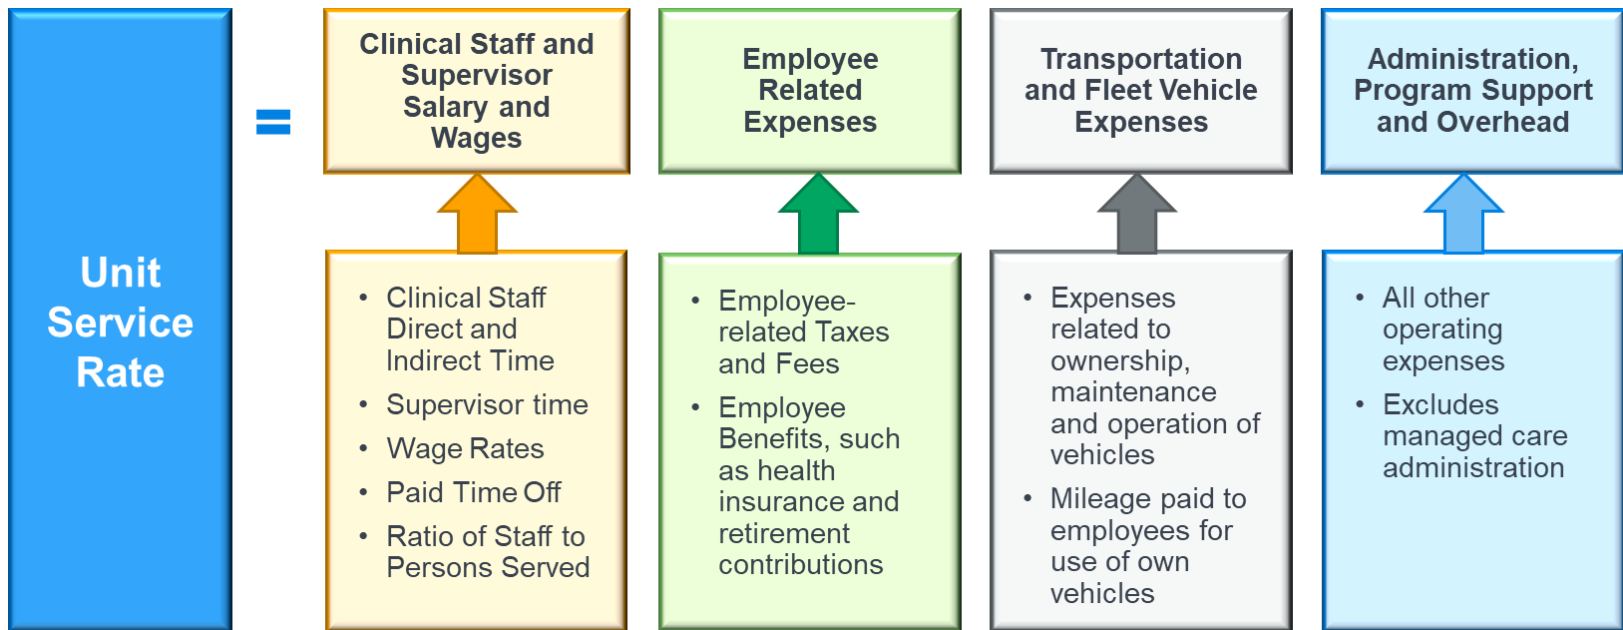 Unit
Service
Rate
=
Clinical Staff and
Supervisor
Salary and
Wages
Employee
Related
Expenses
Transportation
and Fleet Vehicle
Expenses
Administration,
Program Support
and Overhead
• Clinical Staff
Direct and
Indirect Time
• Supervisor time
• Wage Rates
• Paid Time Off
• Ratio of Staff to
Persons Served
• Employee-
related Taxes
and Fees
• Employee
Benefits, such
as health
insurance and
retirement
contributions
• Expenses
related to
ownership,
maintenance
and operation of
vehicles
• Mileage paid to
employees for
use of own
vehicles
• All other
operating
expenses
• Excludes
managed care
administration